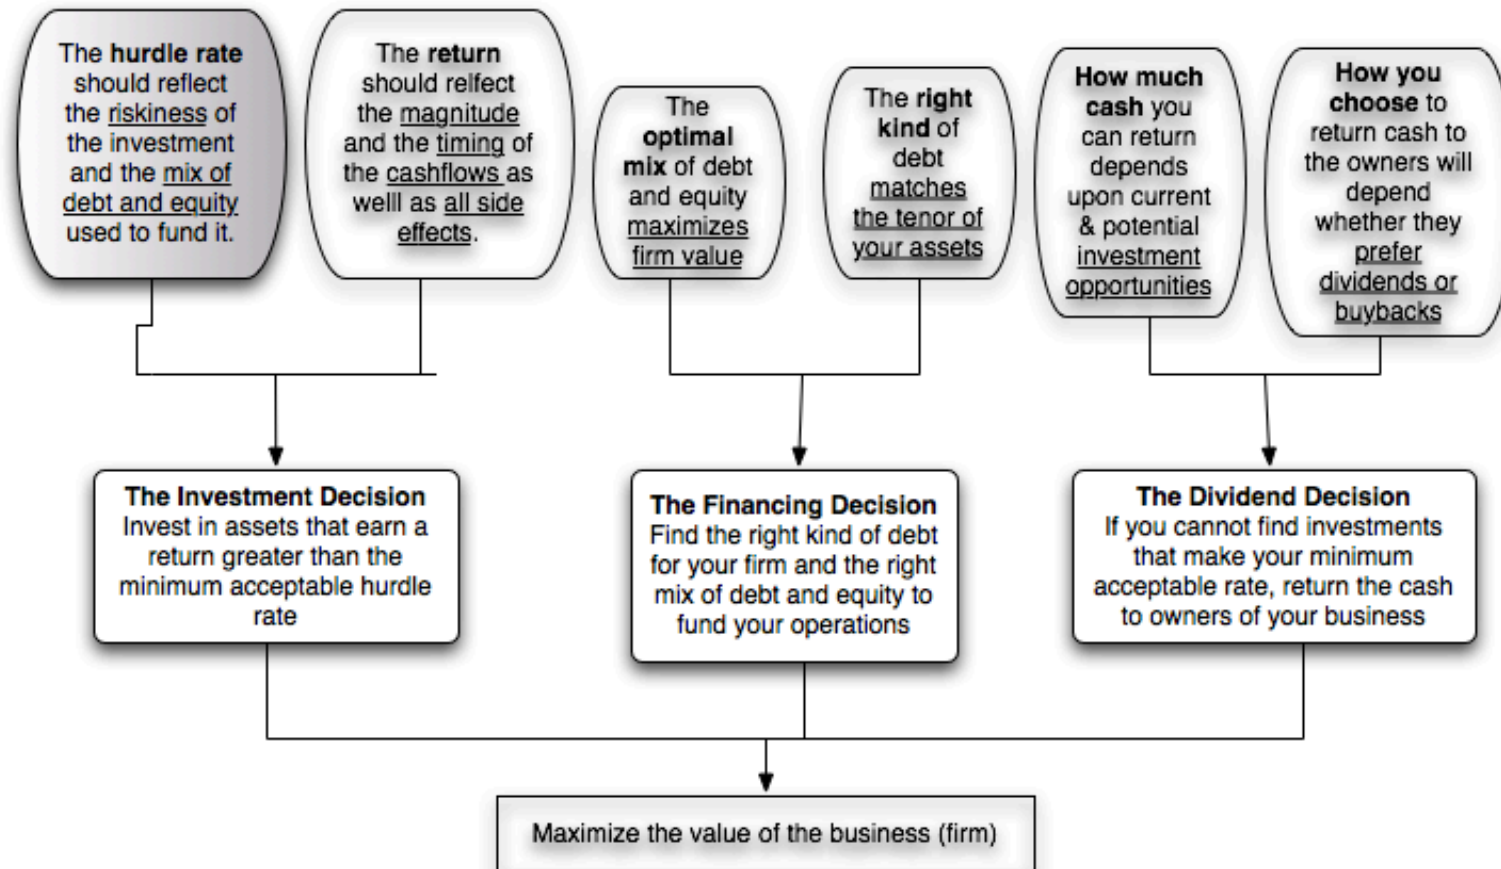 The hurdle rate
should reflect
the riskiness of
the investment
and the mix of
debt and equity
used to fund it.
The return
should relfect
the magnitude
and the timing of
the cashflows as
welll as all side
effects.
The
optimal
mix of debt
and equity
maximizes
firm value
The right
kind of
debt
matches
the tenor of
your assets
How much
cash you
can return
depends
upon current
& potential
investment
opportunities
How you
choose to
return cash to
the owners will
depend
whether they
prefer
dividends or
buybacks
The Investment Decision
Invest in assets that earn a
return greater than the
minimum acceptable hurdle
rate
The Financing Decision
Find the right kind of debt
for your firm and the right
mix of debt and equity to
fund your operations
The Dividend Decision
If you cannot find investments
that make your minimum
acceptable rate, return the cash
to owners of your business
Maximize the value of the business (firm)